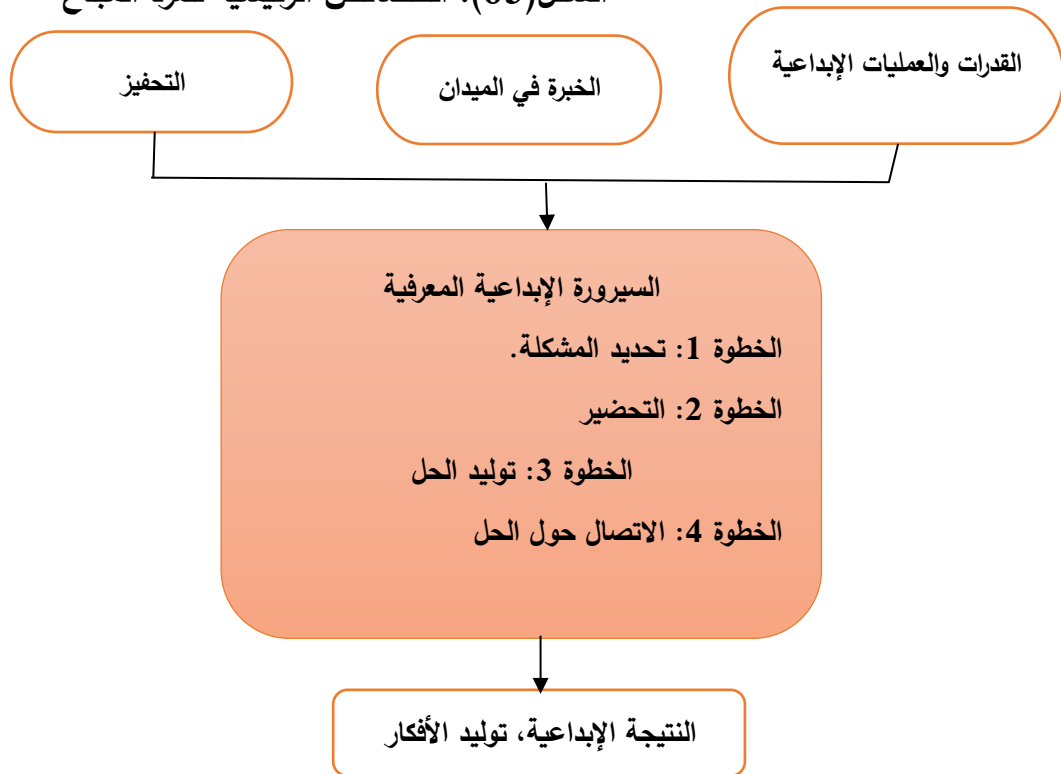 القدرات والعمليات الإبداعية
الخبرة في الميدان
التحفيز
السيرورة الإبداعية المعرفية
الخطوة 1: تحديد المشكلة.
الخطوة 2: التحضير
الخطوة 3: توليد الحل
الخطوة 4: الاتصال حول الحل
النتيجة الإبداعية، توليد الأفكار